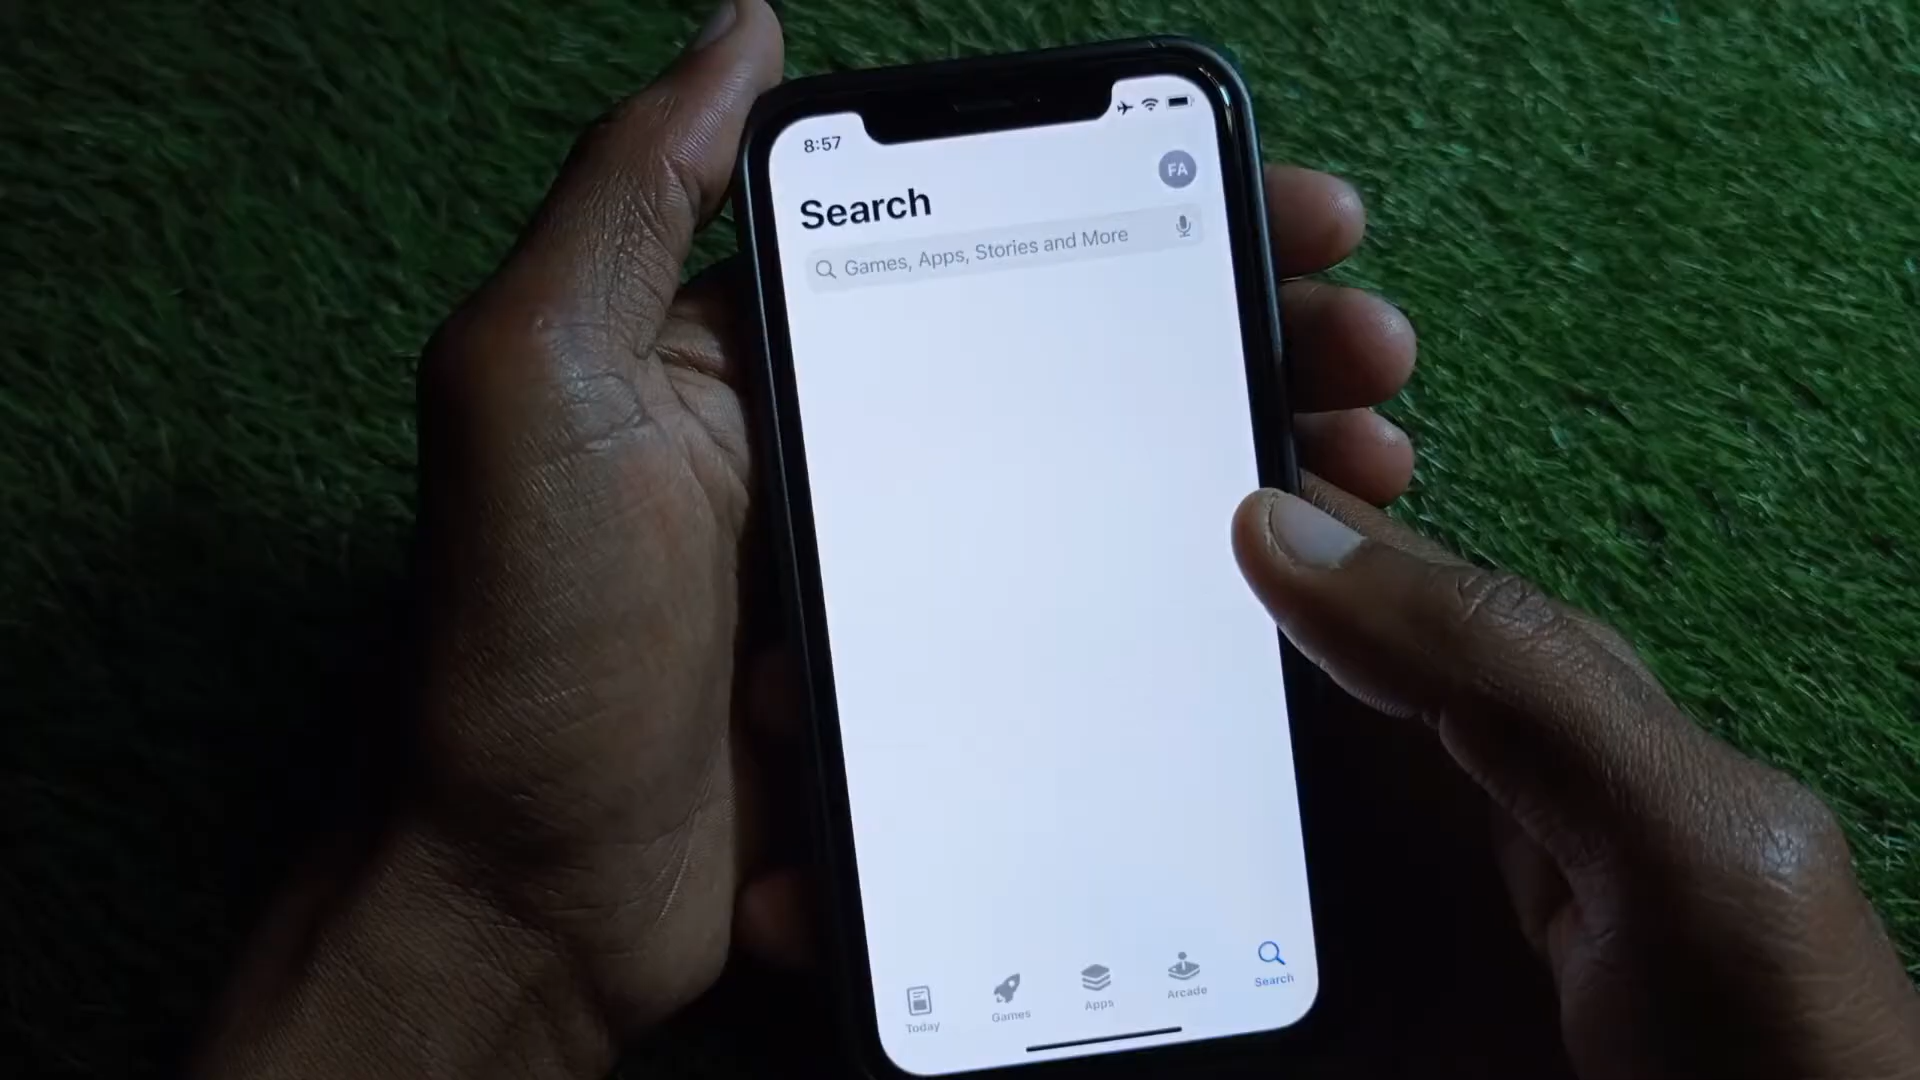 8:57
FA
Search
Games, Apps, Stories and More
Today
Games
Apps
Arcade
Search